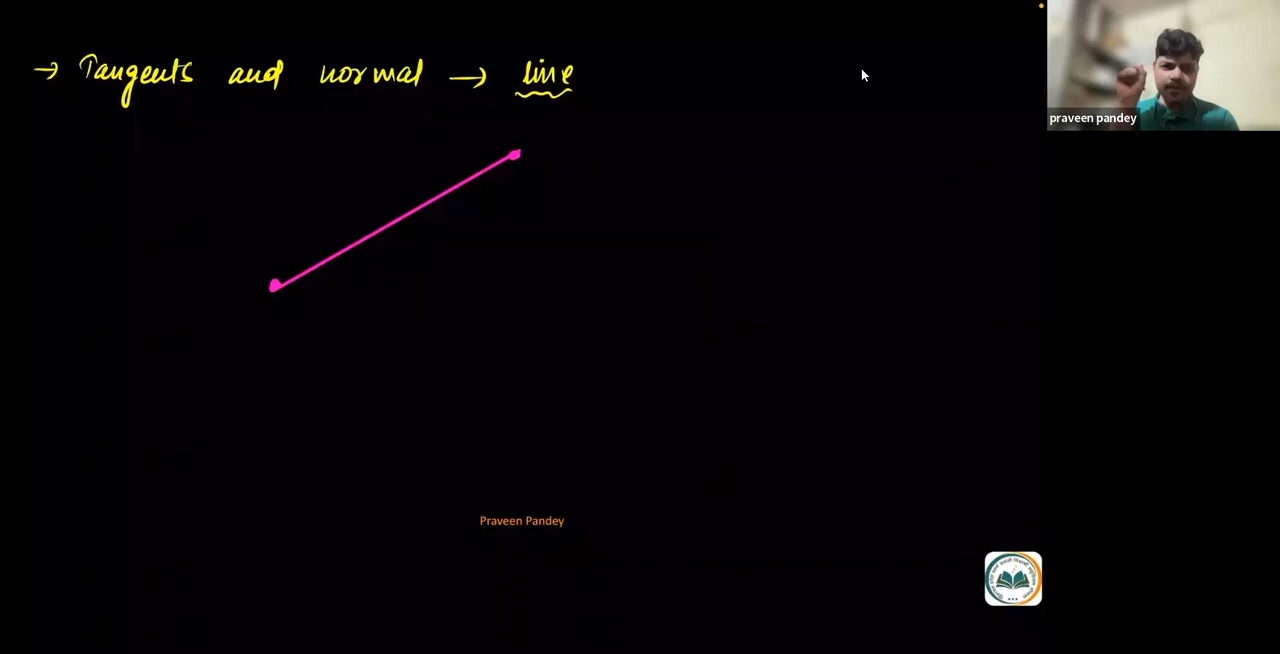 → Tangents and normal → line
praveen pandey
Praveen Pandey